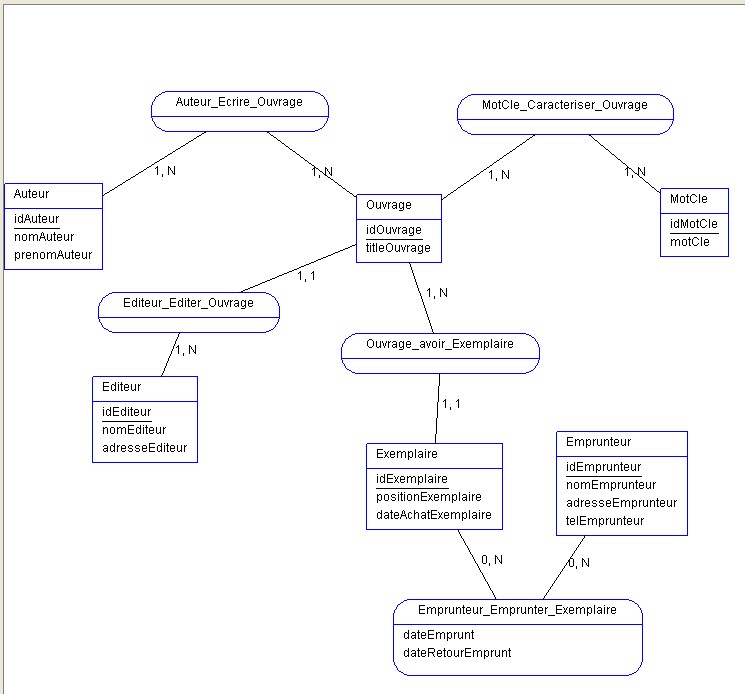 Auteur_Ecrire_Ouvrage
MotCle_Caracteriser_Ouvrage
1, N
1, N
1, N
1, N
Auteur
idAuteur
nomAuteur
prenomAuteur
Ouvrage
idOuvrage
titleOuvrage
MotCle
idMotCle
motCle
1, 1
1, N
Editeur_Editer_Ouvrage
Ouvrage_avoir_Exemplaire
1, N
1, 1
Editeur
idEditeur
nomEditeur
adresseEditeur
Exemplaire
idExemplaire
positionExemplaire
dateAchatExemplaire
Emprunteur
idEmprunteur
nomEmprunteur
adresseEmprunteur
telEmprunteur
0, N
0, N
Emprunteur_Emprunter_Exemplaire
dateEmprunt
dateRetourEmprunt